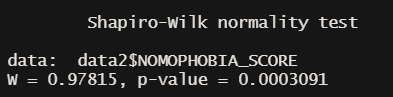 Shapiro-Wilk normality test
data:  data2$NOMOPHOBIA_SCORE
W = 0.97815, p-value = 0.0003091